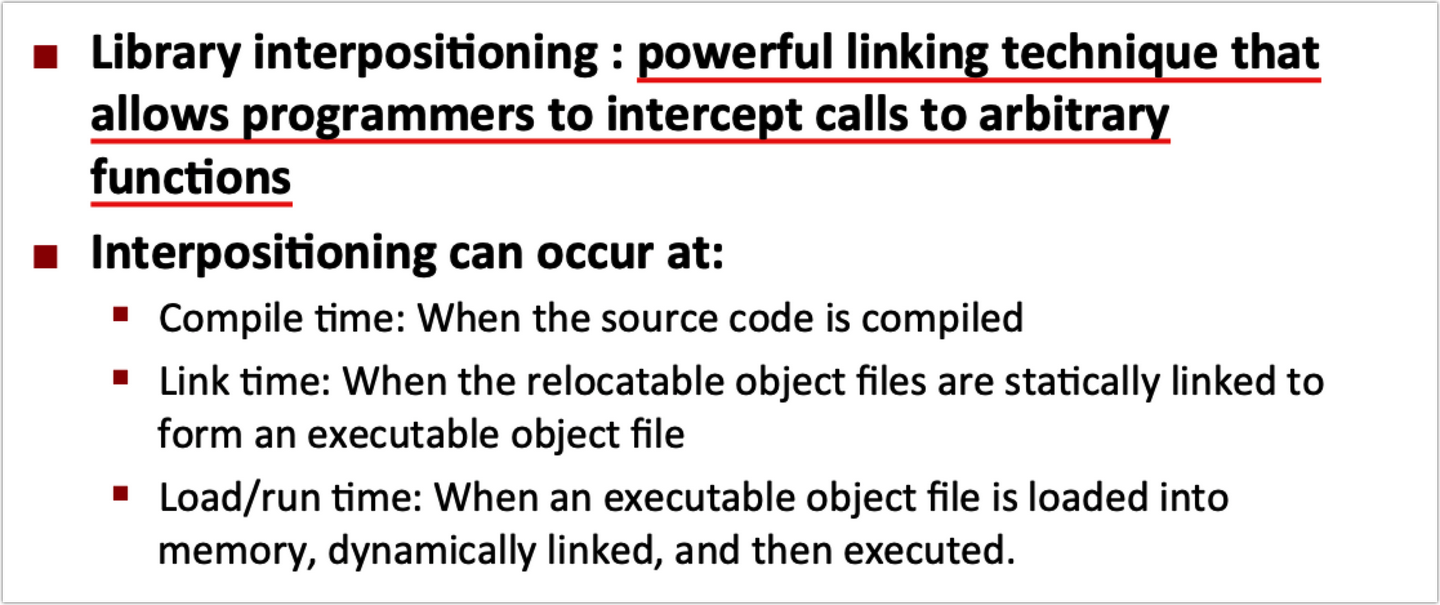 Library interpositioning : powerful linking technique that
allows programmers to intercept calls to arbitrary
functions
Interpositioning can occur at:
Compile time: When the source code is compiled
Link time: When the relocatable object files are statically linked to
form an executable object file
Load/run time: When an executable object file is loaded into
memory, dynamically linked, and then executed.